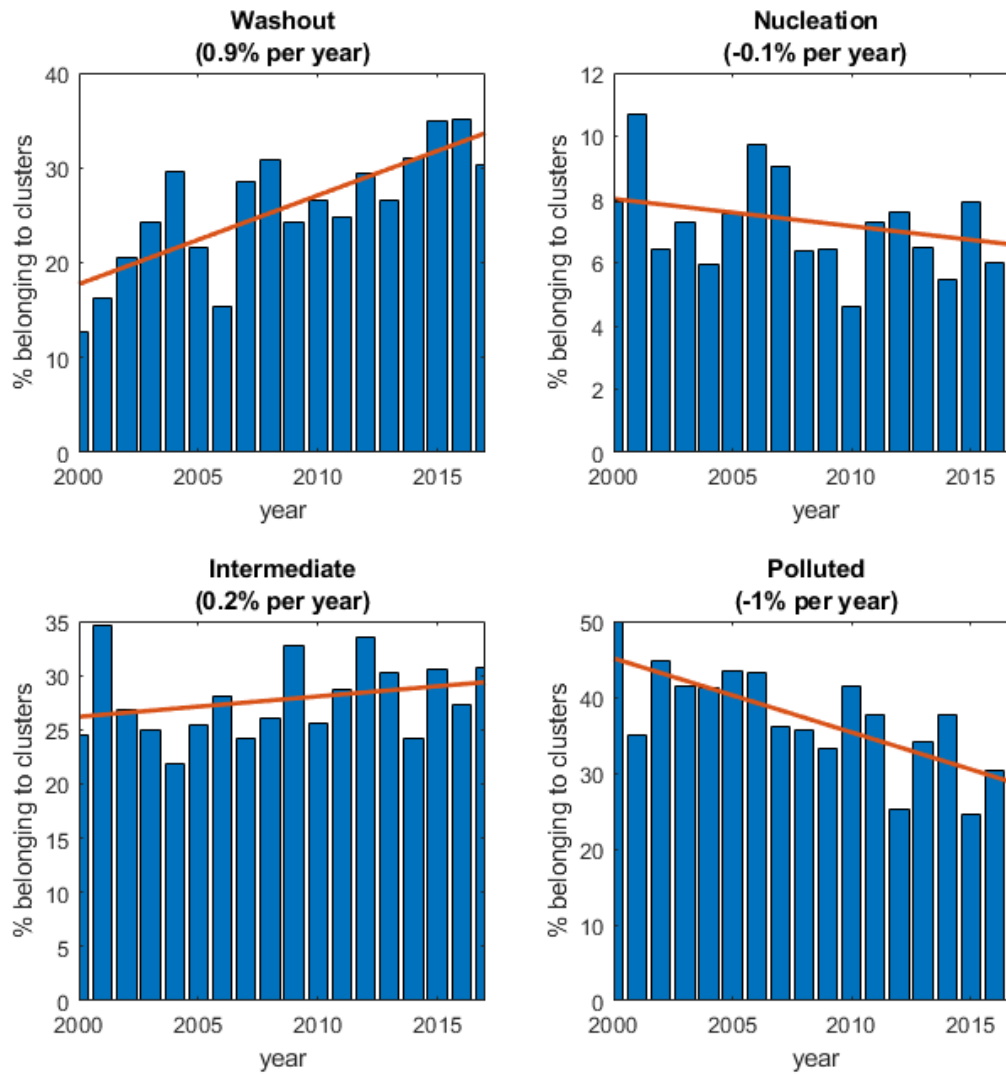 Washout
(0.9% per year)
40
30
20
10
0
% belonging to clusters
2000
2005
2010
2015
year
Nucleation
(-0.1% per year)
12
10
8
6
4
2
0
% belonging to clusters
2000
2005
2010
2015
year
Intermediate
(0.2% per year)
35
30
25
20
15
10
5
0
% belonging to clusters
2000
2005
2010
2015
year
Polluted
(-1% per year)
50
40
30
20
10
0
% belonging to clusters
2000
2005
2010
2015
year